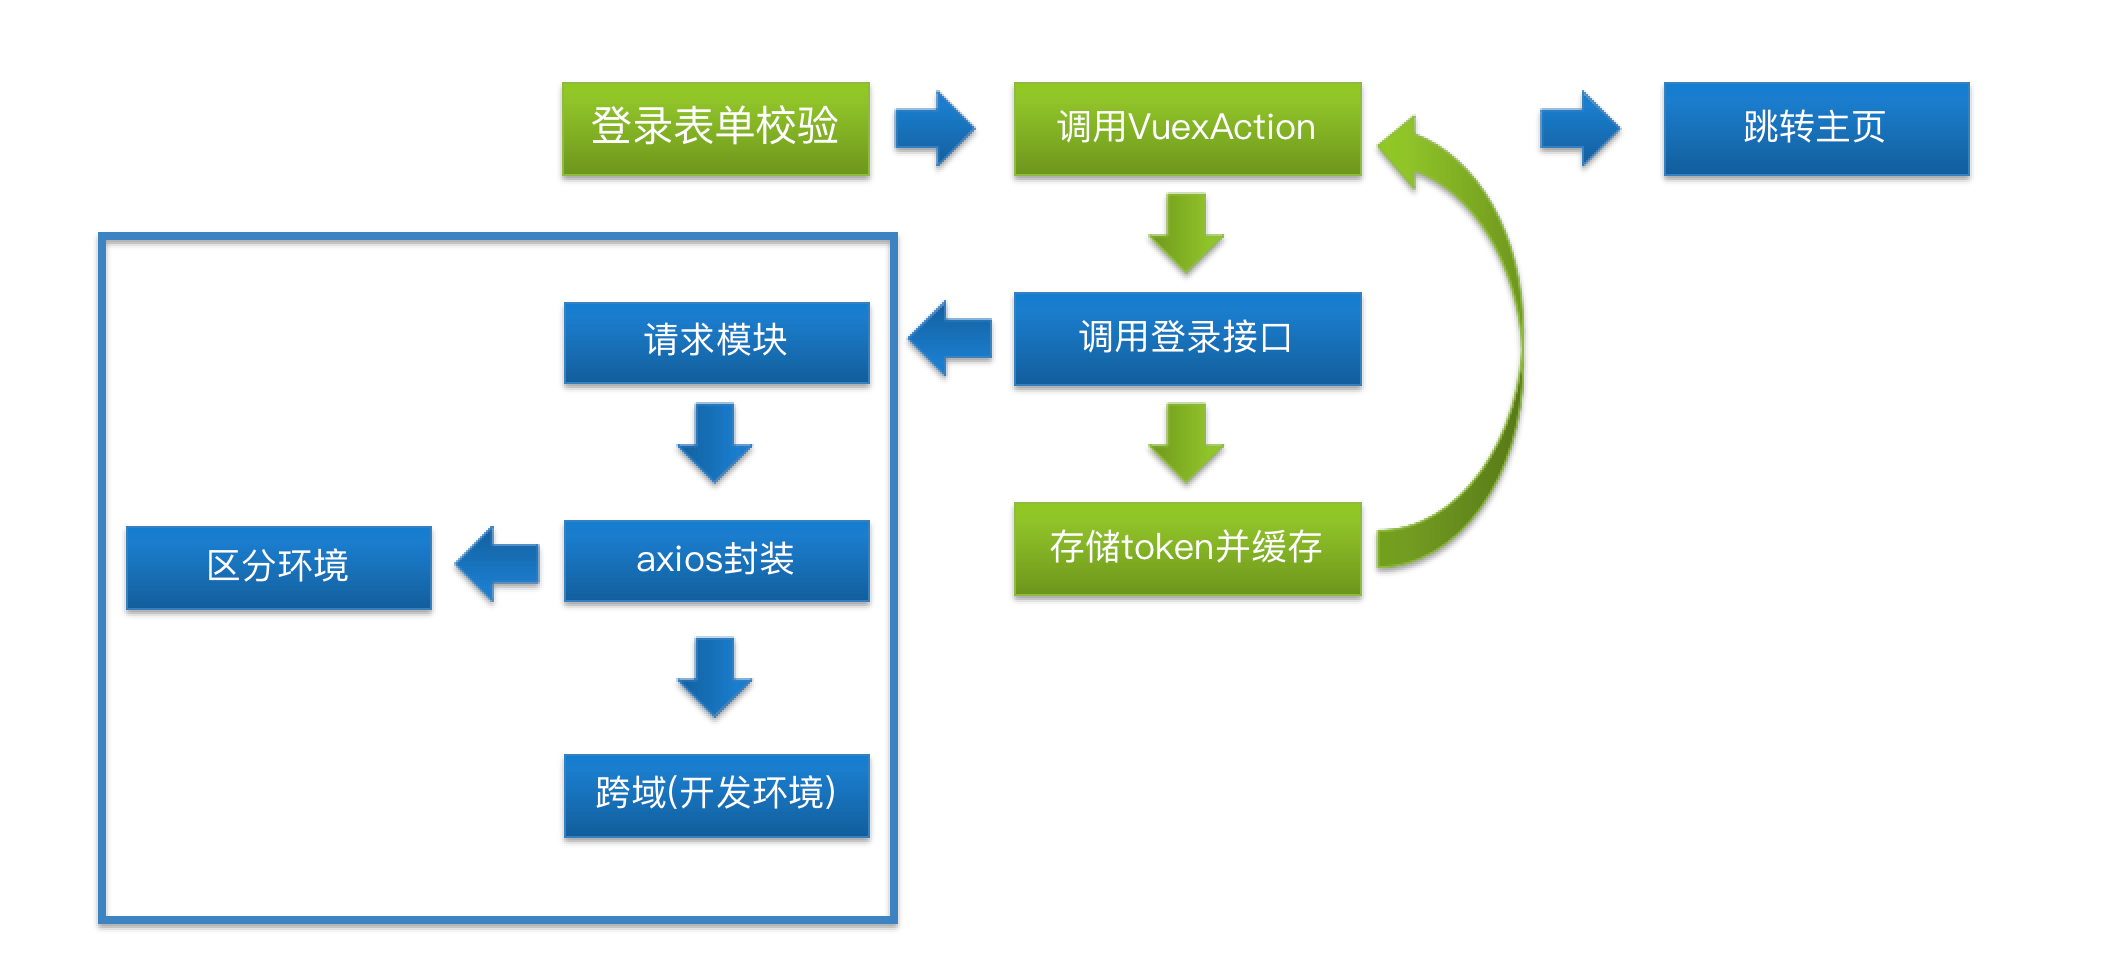 登录表单校验
调用VuexAction
跳转主页
请求模块
调用登录接口
区分环境
axios封装
存储token并缓存
跨域(开发环境)